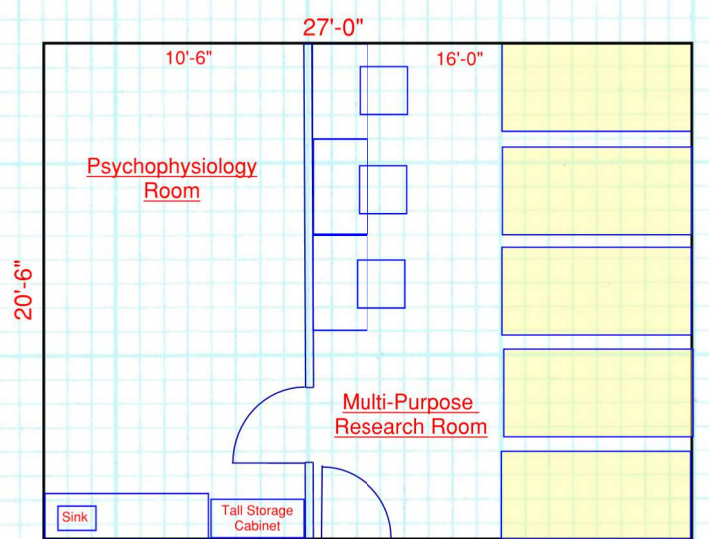 27'-0"
10'-6"
16'-0"
Psychophysiology
Room
20'-6"
Multi-Purpose
Research Room
Sink
Tall Storage
Cabinet